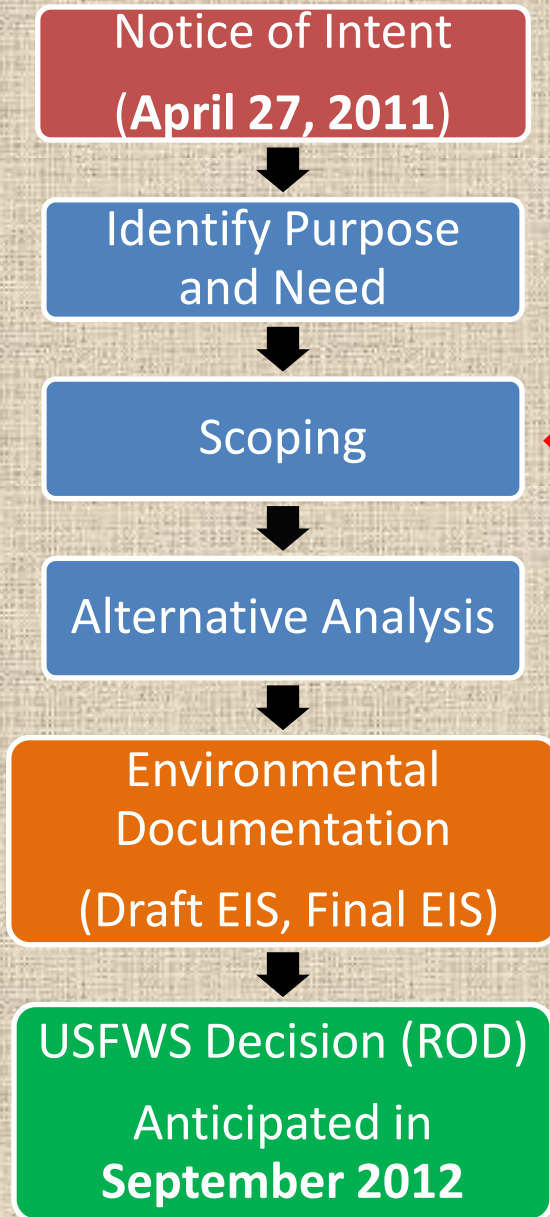 Notice of Intent
(April 27, 2011)
Identify Purpose
and Need
Scoping
Alternative Analysis
Environmental
Documentation
(Draft EIS, Final EIS)
USFWS Decision (ROD)
Anticipated in
September 2012